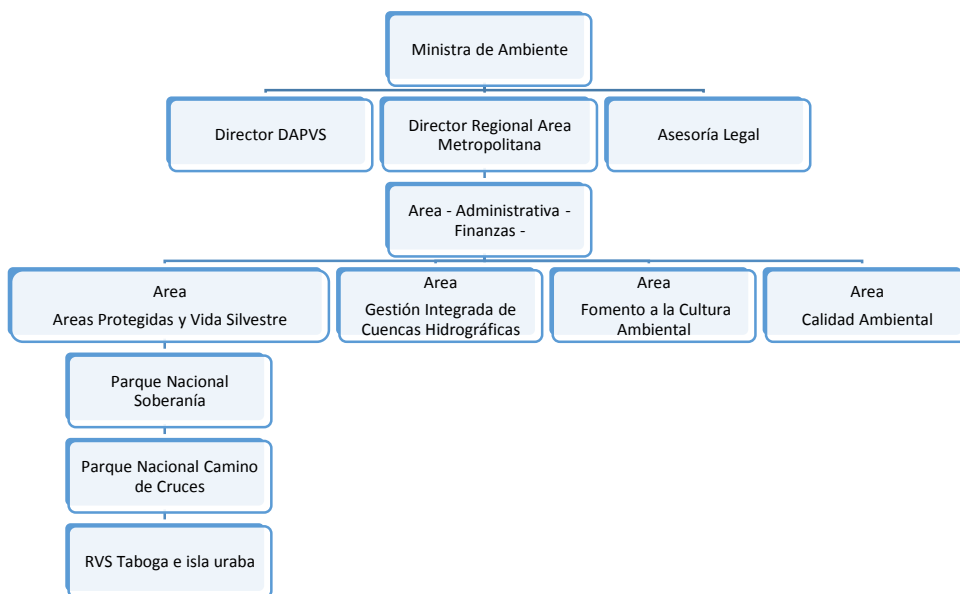 Ministra de Ambiente
Director DAPVS
Director Regional Area
Metropolitana
Asesoría Legal
Area - Administrativa -
Finanzas -
Area
Areas Protegidas y Vida Silvestre
Area
Gestión Integrada de
Cuencas Hidrográficas
Area
Fomento a la Cultura
Ambiental
Area
Calidad Ambiental
Parque Nacional
Soberanía
Parque Nacional Camino
de Cruces
RVS Taboga e isla uraba